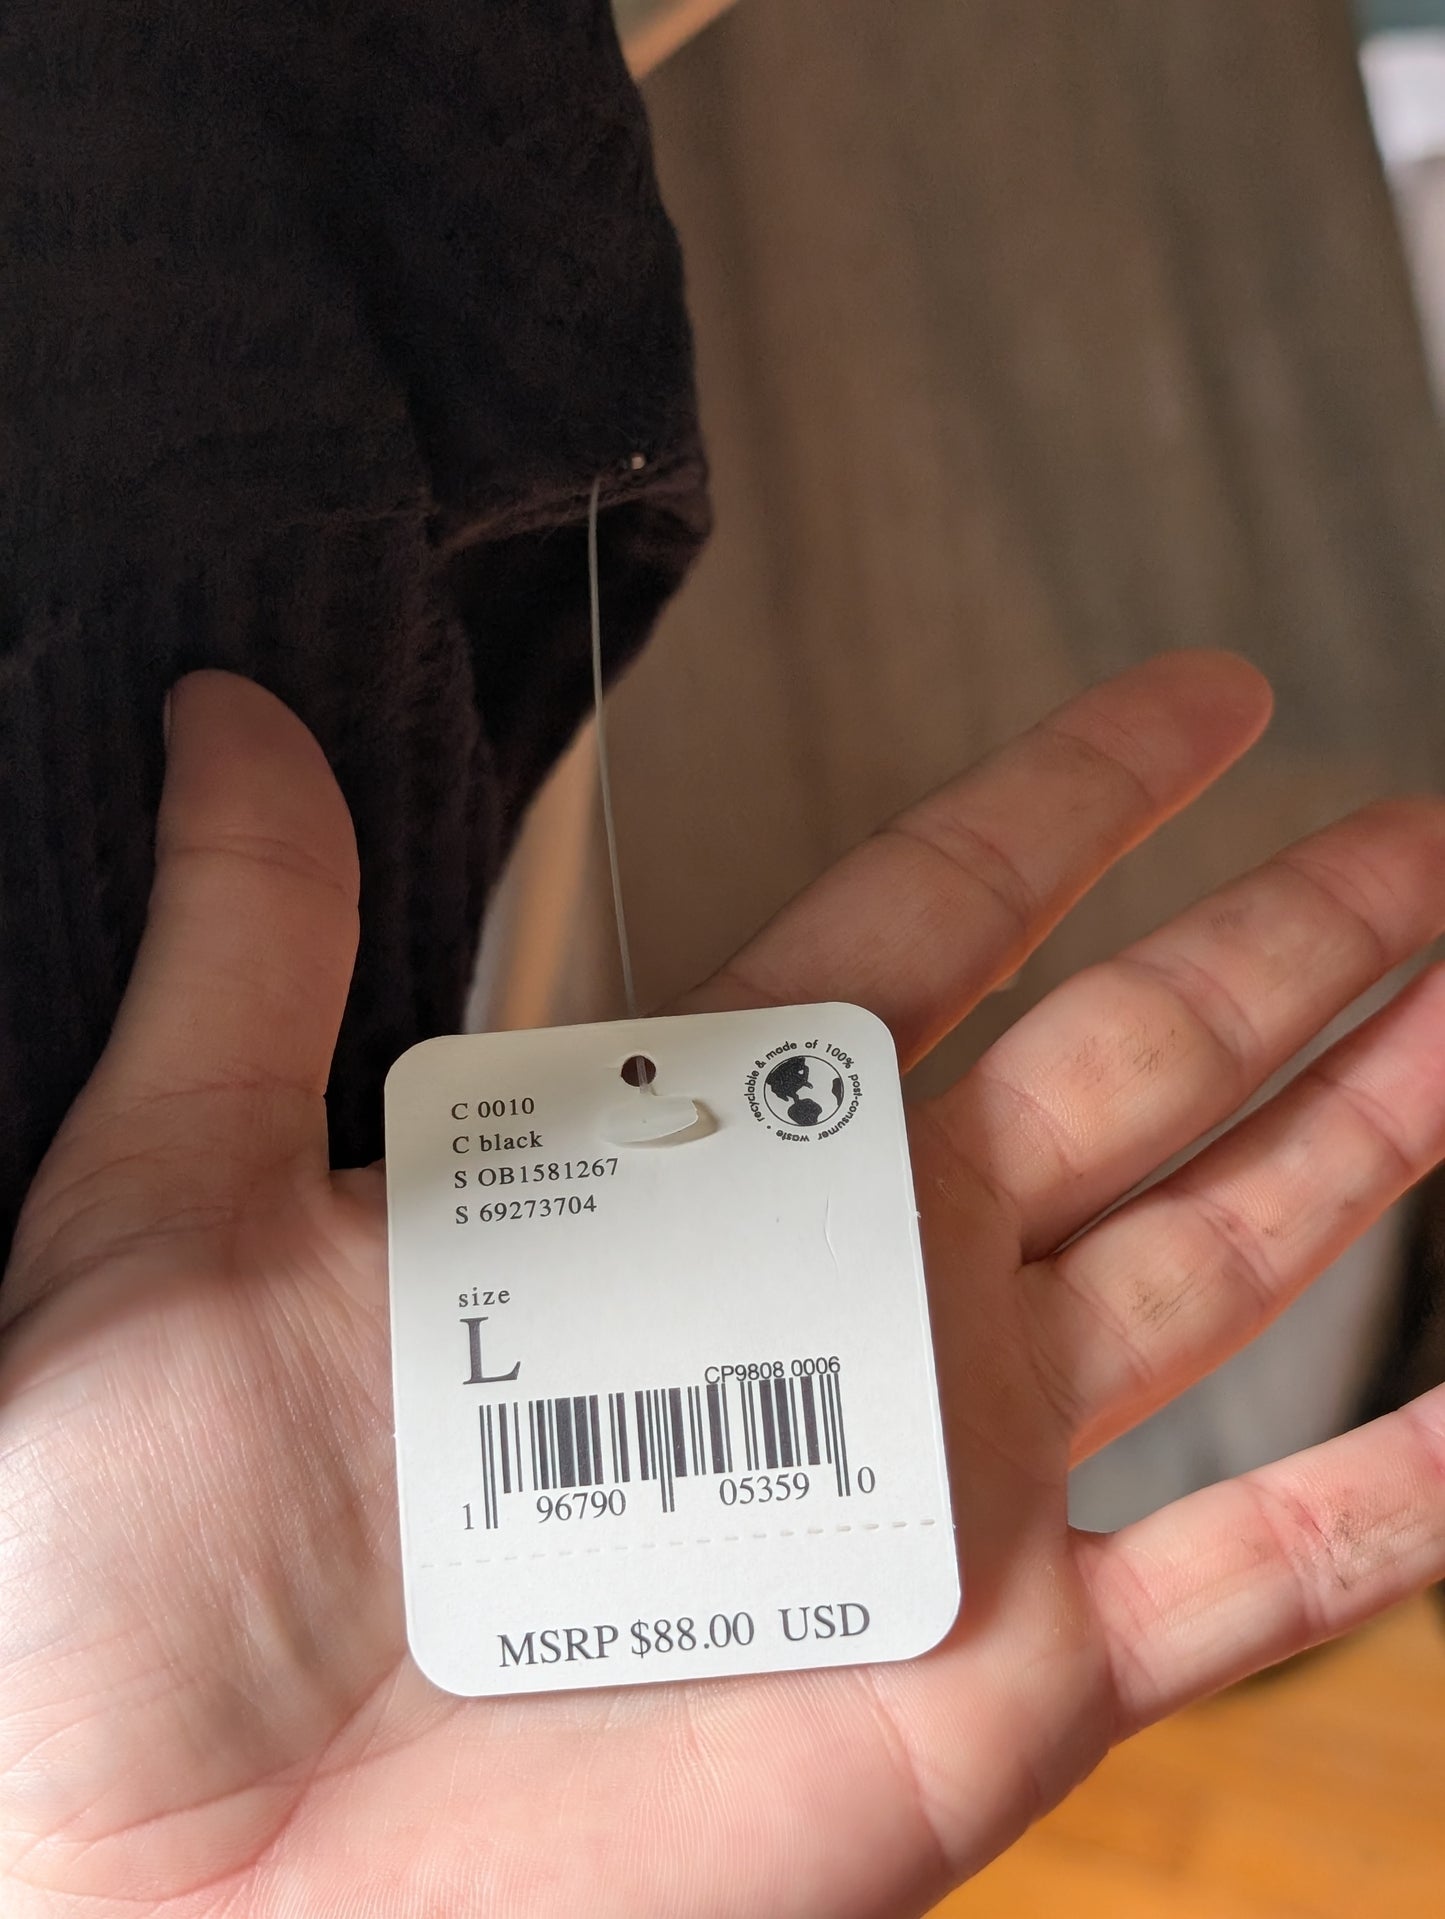 C 0010
C black
S OB1581267
S 69273704
recyclable & made of 100% post-consumer waste •
size
L
CP9808 0006
1 96790 05359 0
MSRP $88.00 USD